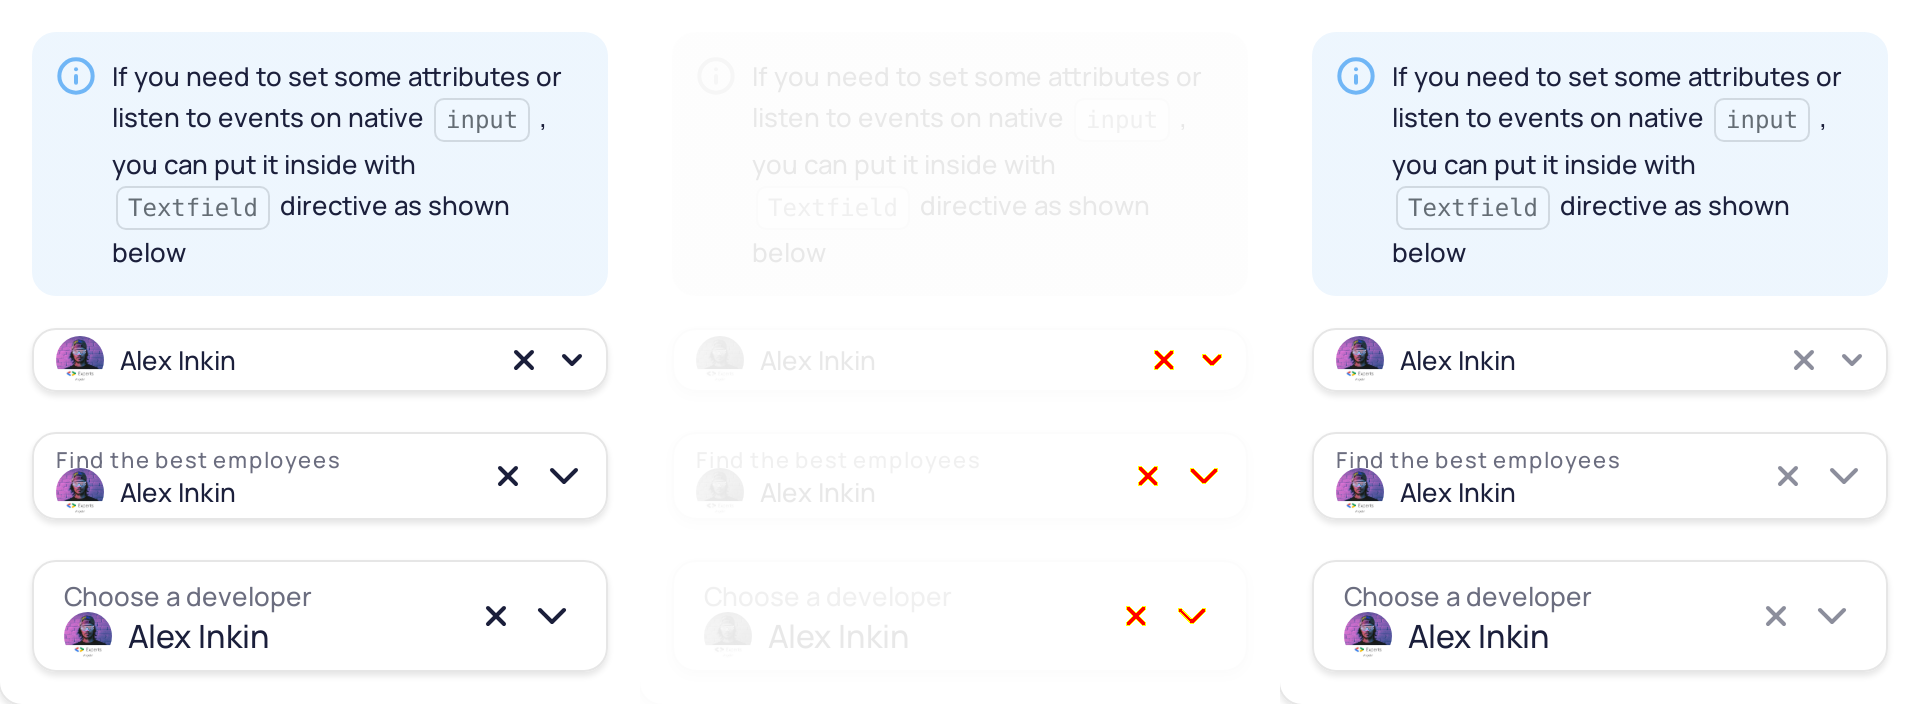 If you need to set some attributes or
listen to events on native input ,
you can put it inside with
Textfield directive as shown
below
Alex Inkin
Find the best employees
Alex Inkin
Choose a developer
Alex Inkin
If you need to set some attributes or
listen to events on native input ,
you can put it inside with
Textfield directive as shown
below
Alex Inkin
Find the best employees
Alex Inkin
Choose a developer
Alex Inkin
If you need to set some attributes or
listen to events on native input ,
you can put it inside with
Textfield directive as shown
below
Alex Inkin
Find the best employees
Alex Inkin
Choose a developer
Alex Inkin